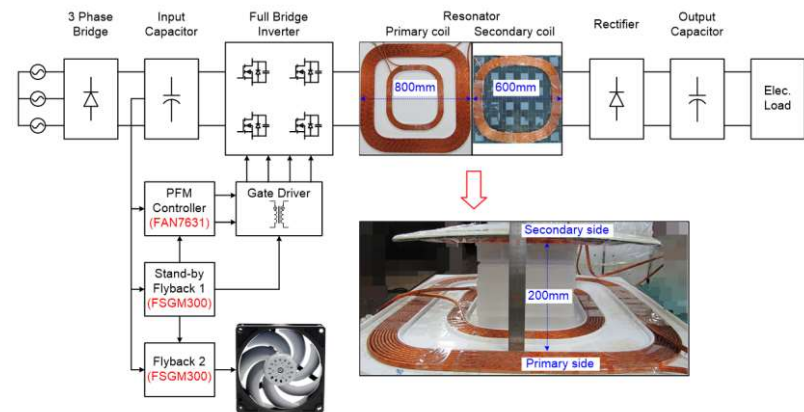 3 Phase
Bridge
Input
Capacitor
Full Bridge
Inverter
Resonator
Primary coil
Secondary coil
Rectifier
Output
Capacitor
800mm
600mm
Elec.
Load
PFM
Controller
(FAN7631)
Gate Driver
Stand-by
Flyback 1
(FSGM300)
Flyback 2
(FSGM300)
Secondary side
200mm
Primary side